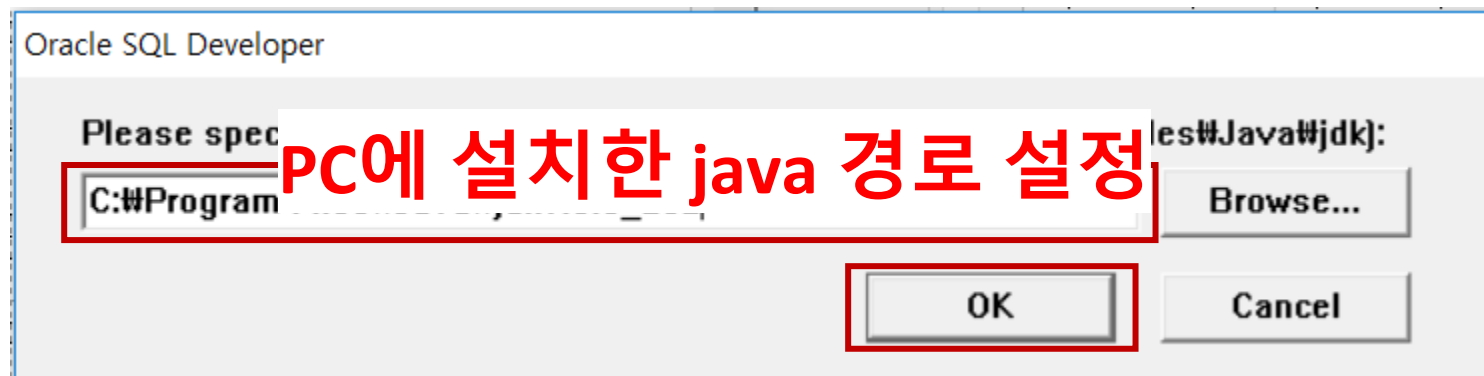 Oracle SQL Developer
Please spec les₩Java₩jdk):
PC에 설치한 java 경로 설정
C:₩Program
Browse...
OK
Cancel